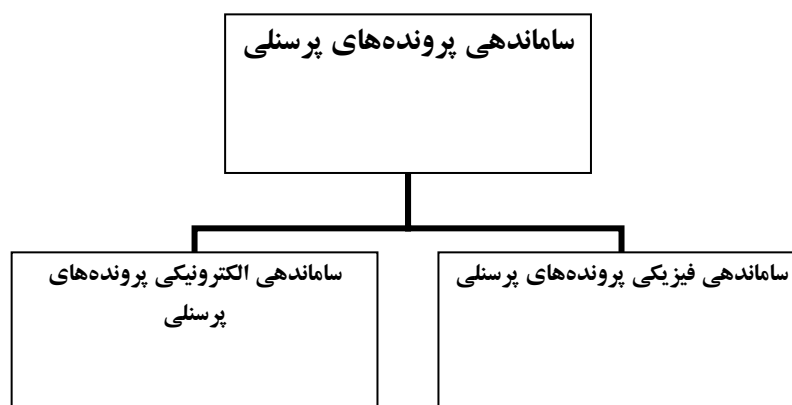 ساماندهی پرونده‌های پرسنلی
ساماندهی فیزیکی پرونده‌های پرسنلی
ساماندهی الکترونیکی پرونده‌های
پرسنلی